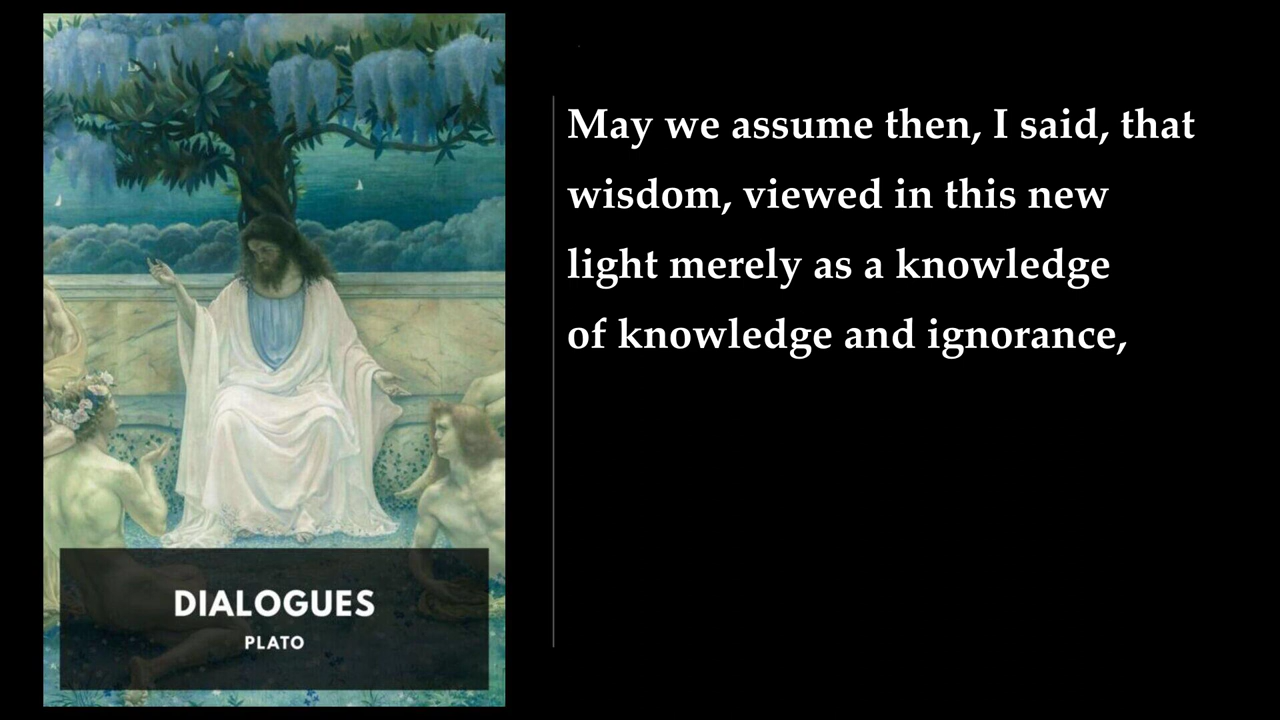 May we assume then, I said, that
wisdom, viewed in this new
light merely as a knowledge
of knowledge and ignorance,
DIALOGUES
PLATO